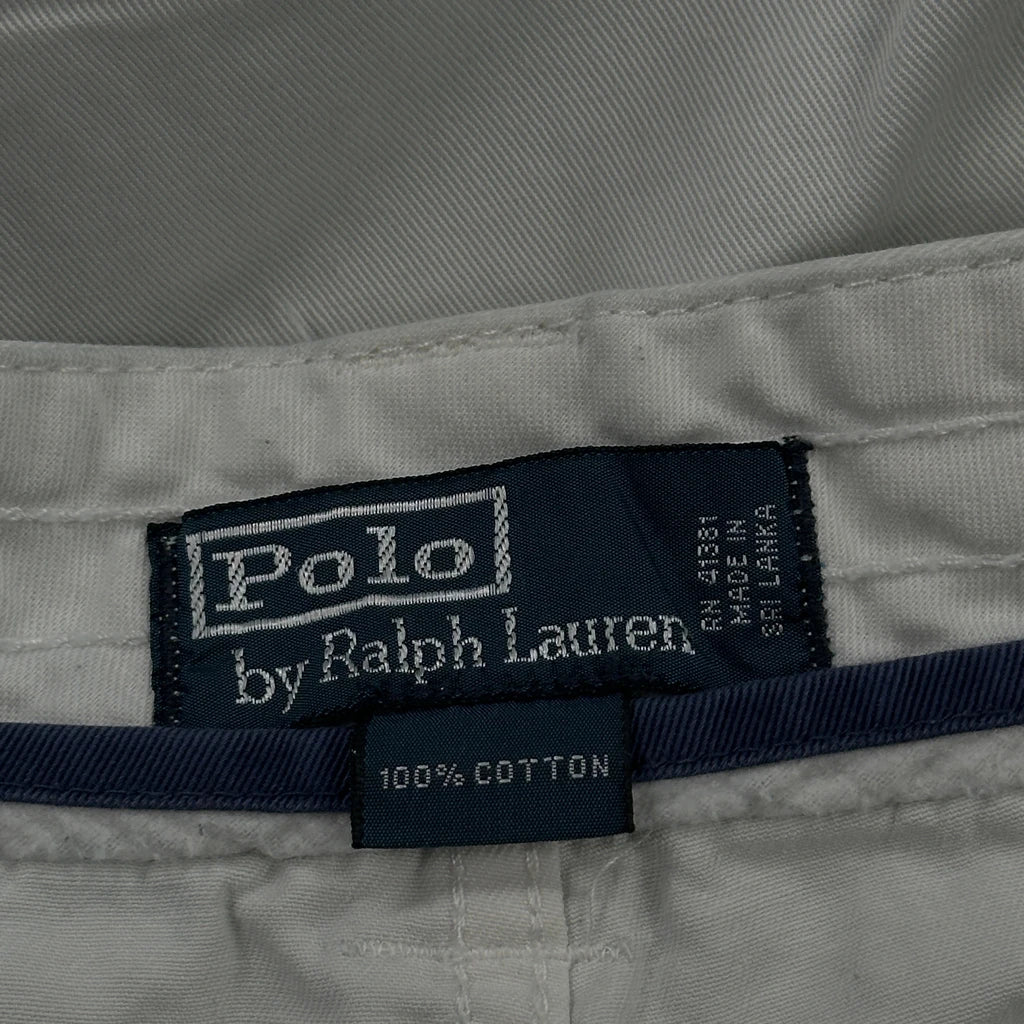 Polo
by Ralph Lauren
RN 41381
MADE IN
SRI LANKA
100% COTTON